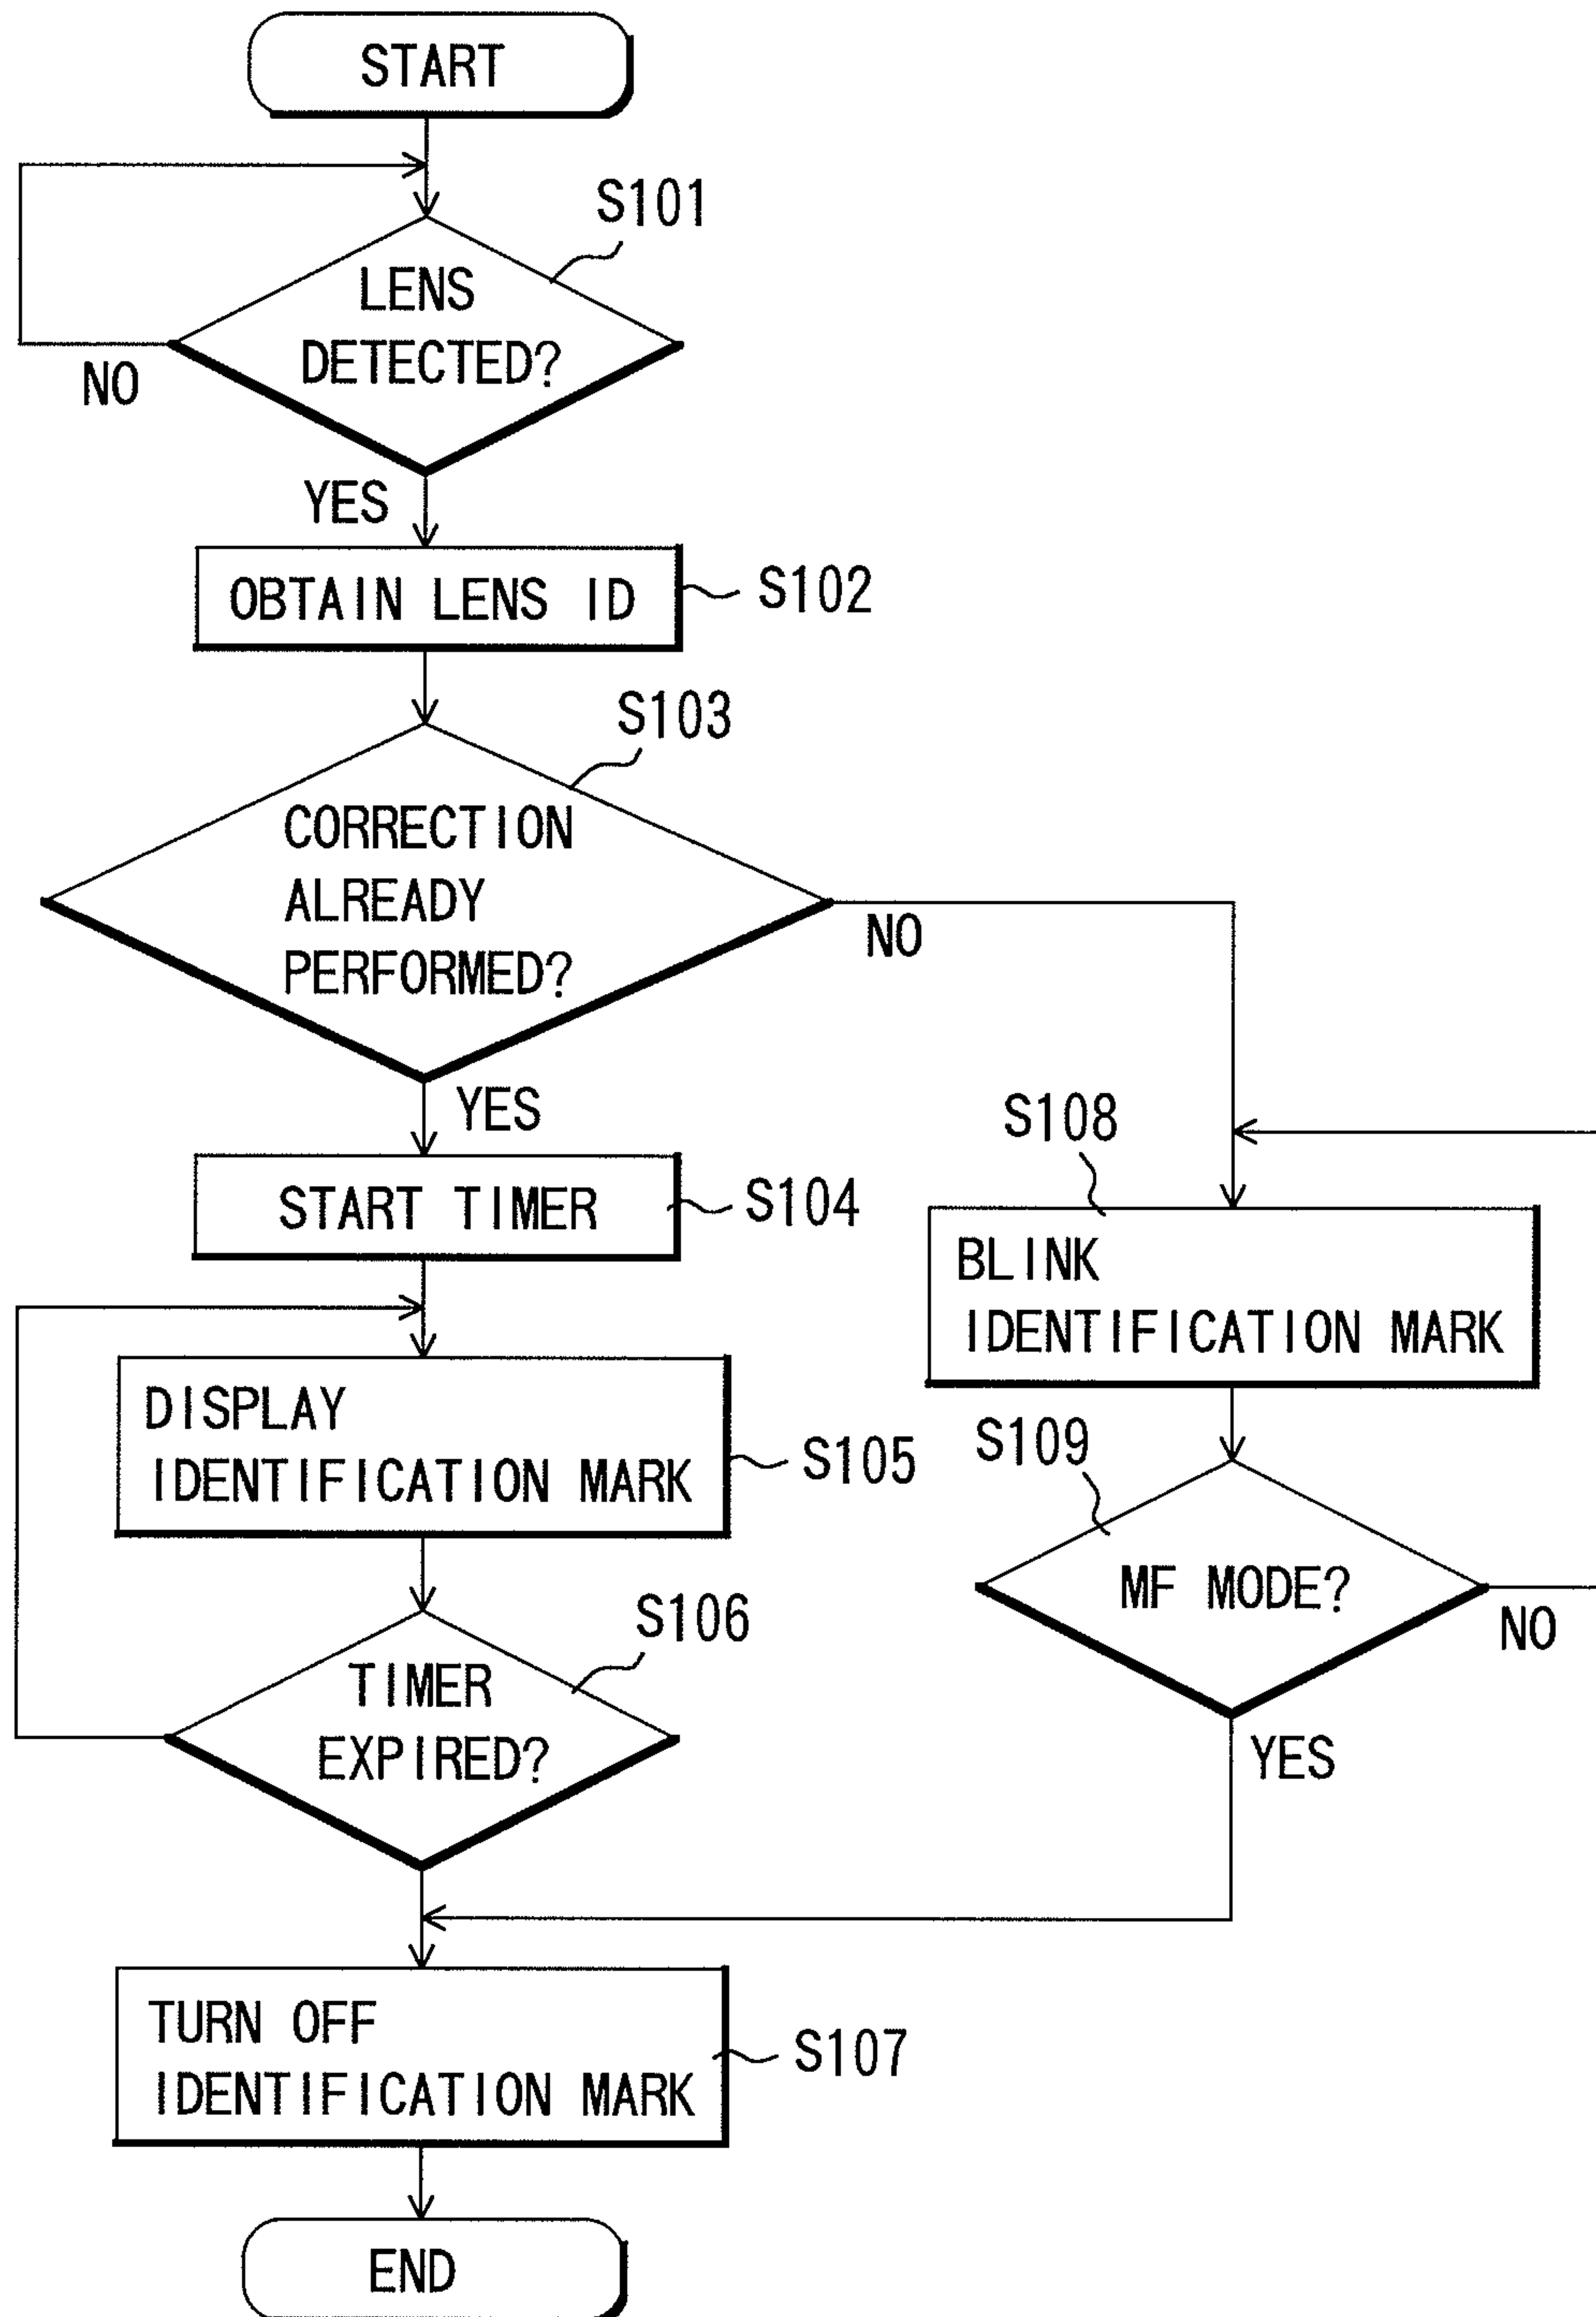 START
S101
LENS
DETECTED?
NO
YES
OBTAIN LENS ID
S102
S103
CORRECTION
ALREADY
PERFORMED?
NO
YES
START TIMER
S104
S108
BLINK
IDENTIFICATION MARK
DISPLAY
IDENTIFICATION MARK
S105
S109
MF MODE?
NO
YES
S106
TIMER
EXPIRED?
TURN OFF
IDENTIFICATION MARK
S107
END